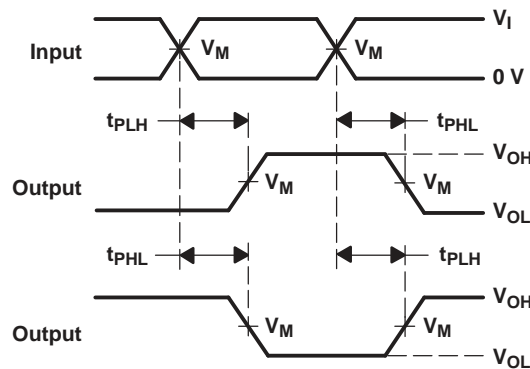 V_I
Input V_M V_M
0 V
t_PLH t_PHL
V_OH
Output V_M V_M
V_OL
t_PHL t_PLH
V_OH
Output V_M V_M
V_OL